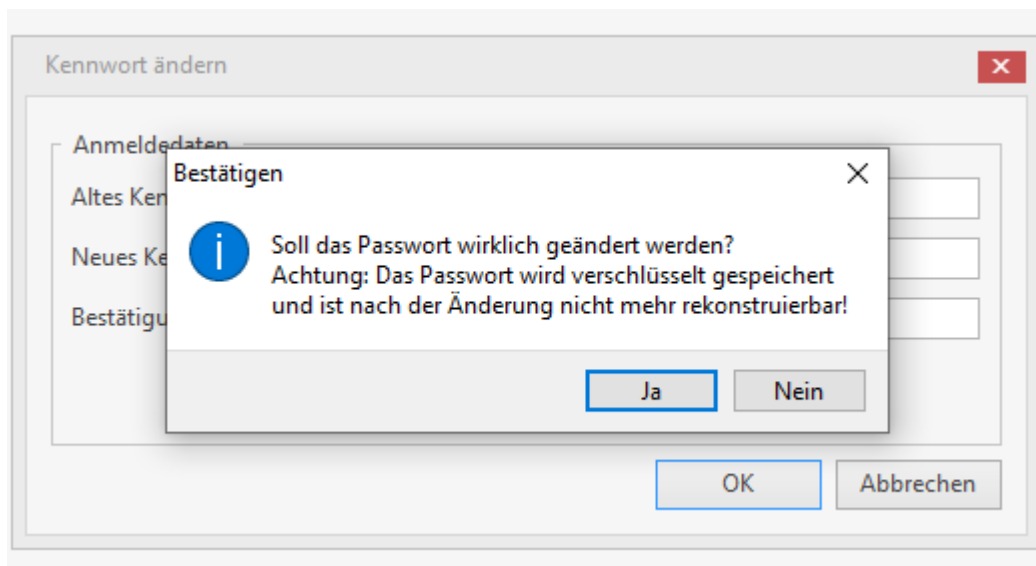 Kennwort ändern
Anmeldedaten
Bestätigen
Altes Ken
Soll das Passwort wirklich geändert werden?
Neues Ke
Achtung: Das Passwort wird verschlüsselt gespeichert
und ist nach der Änderung nicht mehr rekonstruierbar!
Bestätigu
Ja
Nein
OK
Abbrechen